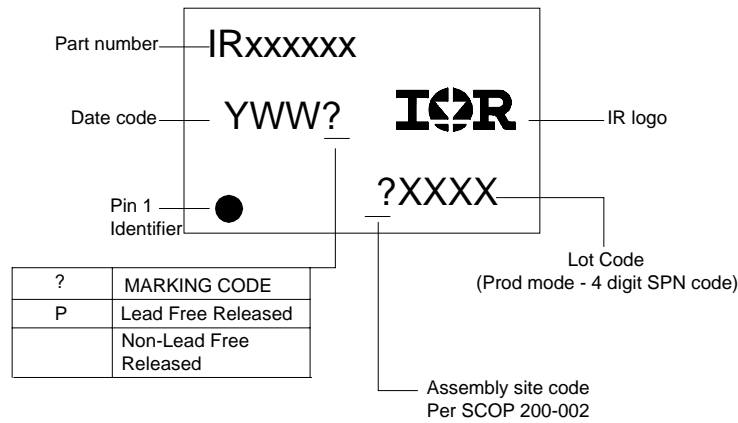 Part number
IRxxxxxx
Date code
YWW?
IOR
IR logo
?XXXX
Pin 1
Identifier
Lot Code
(Prod mode - 4 digit SPN code)
? MARKING CODE
P Lead Free Released
Non-Lead Free
Released
Assembly site code
Per SCOP 200-002